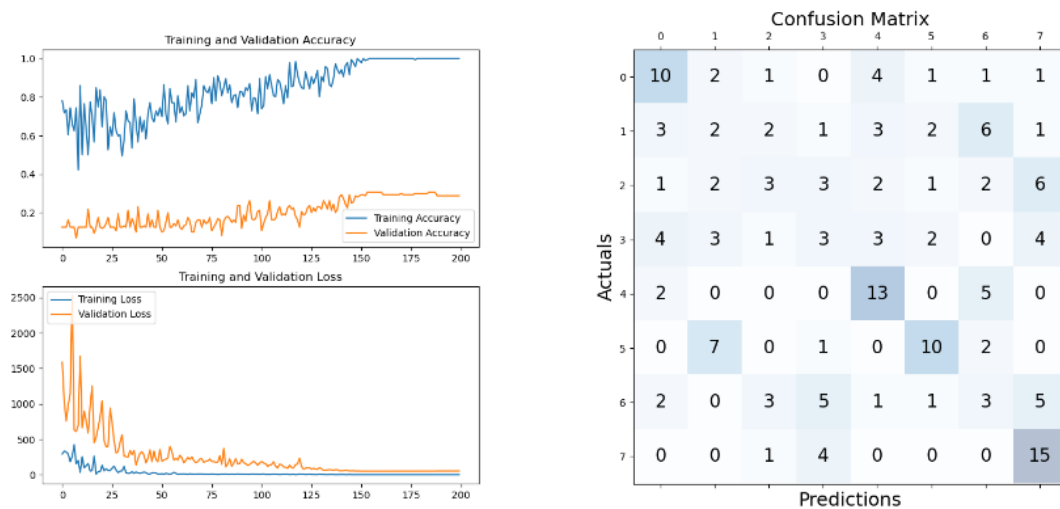 Training and Validation Accuracy
1.0
0.8
0.6
0.4
0.2
Training Accuracy
Validation Accuracy
0 25 50 75 100 125 150 175 200
Training and Validation Loss
2500
2000
1500
1000
500
0
Training Loss
Validation Loss
0 25 50 75 100 125 150 175 200
Confusion Matrix
0 1 2 3 4 5 6 7
Actuals
0 10 2 1 0 4 1 1 1
1 3 2 2 1 3 2 6 1
2 1 2 3 3 2 1 2 6
3 4 3 1 3 3 2 0 4
4 2 0 0 0 13 0 5 0
5 0 7 0 1 0 10 2 0
6 2 0 3 5 1 1 3 5
7 0 0 1 4 0 0 0 15
Predictions